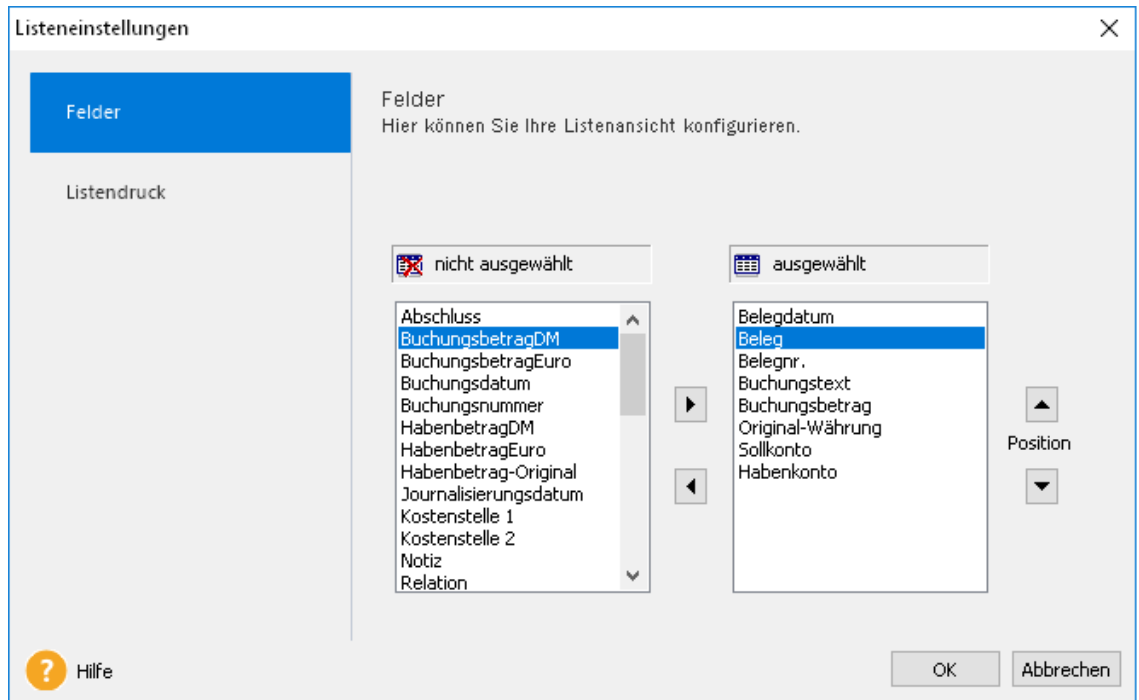 Listeneinstellungen
Felder
Listendruck
Felder
Hier können Sie Ihre Listenansicht konfigurieren.
nicht ausgewählt
Abschluss
BuchungsbetragDM
BuchungsbetragEuro
Buchungsdatum
Buchungsnummer
HabenbetragDM
HabenbetragEuro
Habenbetrag-Original
Journalisierungsdatum
Kostenstelle 1
Kostenstelle 2
Notiz
Relation
ausgewählt
Belegdatum
Beleg
Belegnr.
Buchungstext
Buchungsbetrag
Original-Währung
Sollkonto
Habenkonto
Position
? Hilfe
OK
Abbrechen